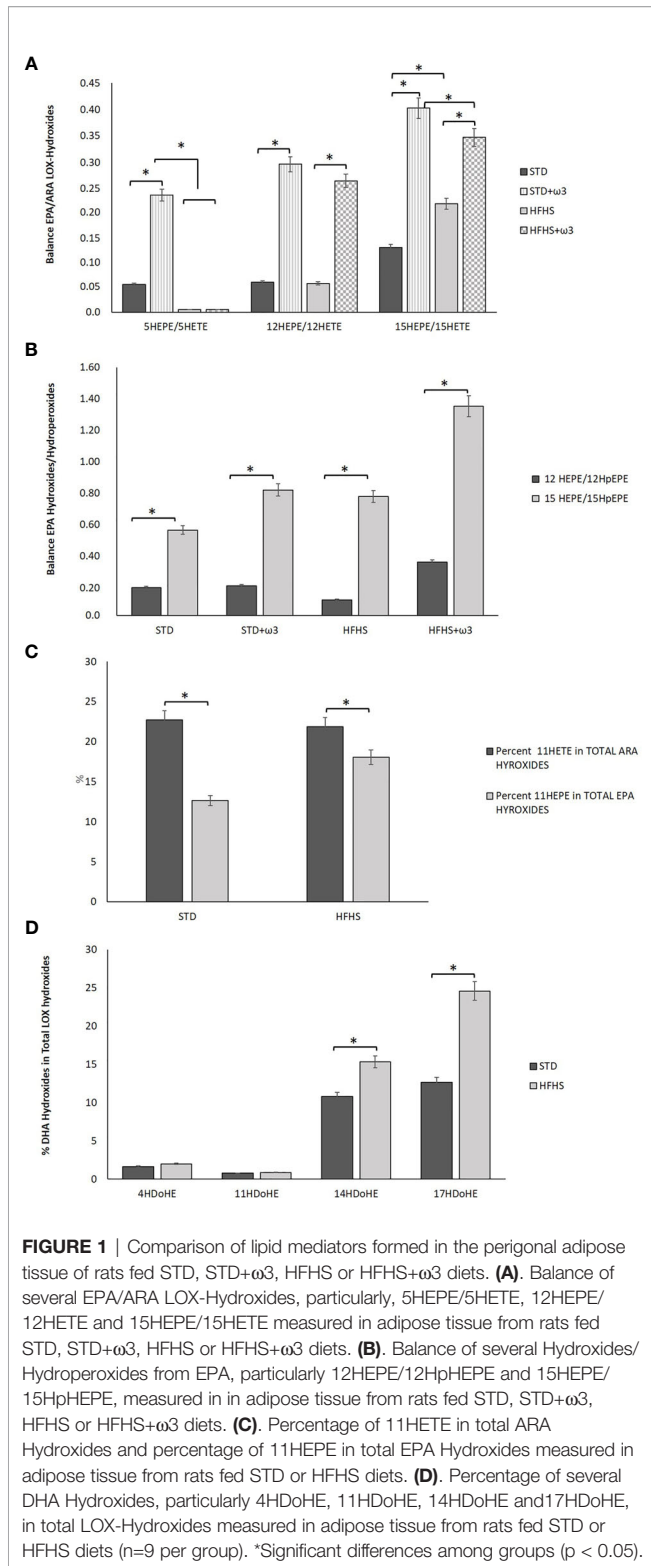 A
Balance EPA/ARA LOX-Hydroxides
0.45
0.40
0.35
0.30
0.25
0.20
0.15
0.10
0.05
0.0
* * * * * * * * *
5HEPE/5HETE 12HEPE/12HETE 15HEPE/15HETE
STD
STD+ω3
HFHS
HFHS+ω3
B
Balance EPA Hydroxides/Hydroperoxides
1.60
1.40
1.20
1.00
0.80
0.60
0.40
0.20
0.0
* * * *
STD STD+ω3 HFHS HFHS+ω3
12 HEPE/12HpEPE
15 HEPE/15HpEPE
C
%
30
25
20
15
10
5
0
* *
STD HFHS
Percent 11HETE in TOTAL ARA
HYROXIDES
Percent 11HEPE in TOTAL EPA
HYROXIDES
D
% DHA Hydroxides in Total LOX hydroxides
30
25
20
15
10
5
0
* *
4HDoHE 11HDoHE 14HDoHE 17HDoHE
STD
HFHS
FIGURE 1 | Comparison of lipid mediators formed in the perigonal adipose
tissue of rats fed STD, STD+ω3, HFHS or HFHS+ω3 diets. (A). Balance of
several EPA/ARA LOX-Hydroxides, particularly, 5HEPE/5HETE, 12HEPE/
12HETE and 15HEPE/15HETE measured in adipose tissue from rats fed
STD, STD+ω3, HFHS or HFHS+ω3 diets. (B). Balance of several Hydroxides/
Hydroperoxides from EPA, particularly 12HEPE/12HpHEPE and 15HEPE/
15HpHEPE, measured in in adipose tissue from rats fed STD, STD+ω3,
HFHS or HFHS+ω3 diets. (C). Percentage of 11HETE in total ARA
Hydroxides and percentage of 11HEPE in total EPA Hydroxides measured in
adipose tissue from rats fed STD or HFHS diets. (D). Percentage of several
DHA Hydroxides, particularly 4HDoHE, 11HDoHE, 14HDoHE and17HDoHE,
in total LOX-Hydroxides measured in adipose tissue from rats fed STD or
HFHS diets (n=9 per group). *Significant differences among groups (p < 0.05).